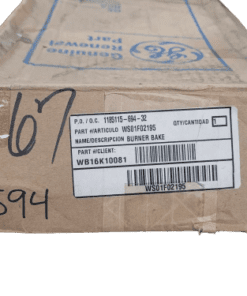 Genuine
Renewal
Part
GE
67
594
P.O. / O.C. 1185115-694-32
PART #/ARTICULO WS01F02195
QTY/CANTIDAD 1
NAME/DESCRIPCION BURNER BAKE
PART #/CLIENT:
WB16K10081
WS01F02195